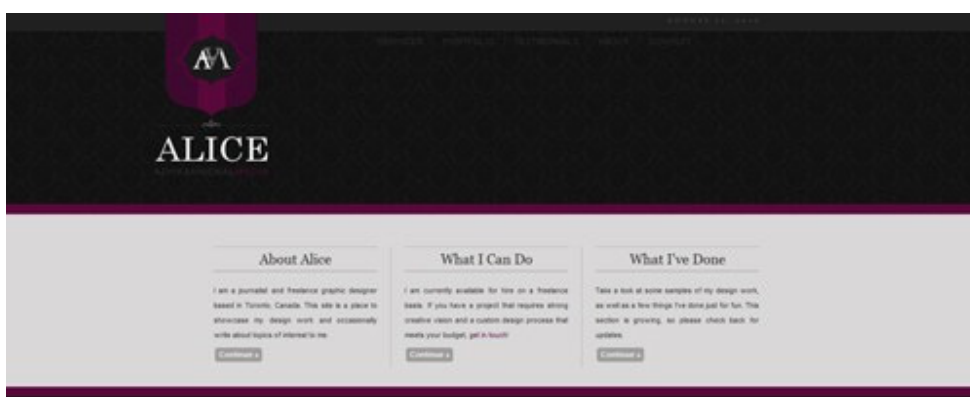 SERVICES PORTFOLIO TESTIMONIALS ABOUT CONTACT
ALICE
About Alice
I am a journalist and freelance graphic designer
based in Toronto, Canada. This site is a place to
showcase my design work and occasionally
write about topics of interest to me.
Continue »
What I Can Do
I am currently available for hire on a freelance
basis. If you have a project that requires strong
creative vision and a custom design process that
meets your budget, get in touch!
Continue »
What I've Done
Take a look at some samples of my design work,
as well as a few things I've done just for fun. This
section is growing, so please check back for
updates.
Continue »